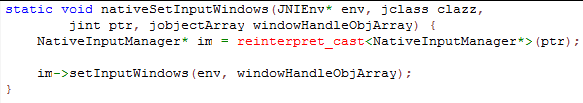 static void nativeSetInputWindows(JNIEnv* env, jclass clazz,
        jint ptr, jobjectArray windowHandleObjArray) {
    NativeInputManager* im = reinterpret_cast<NativeInputManager*>(ptr);

    im->setInputWindows(env, windowHandleObjArray);
}